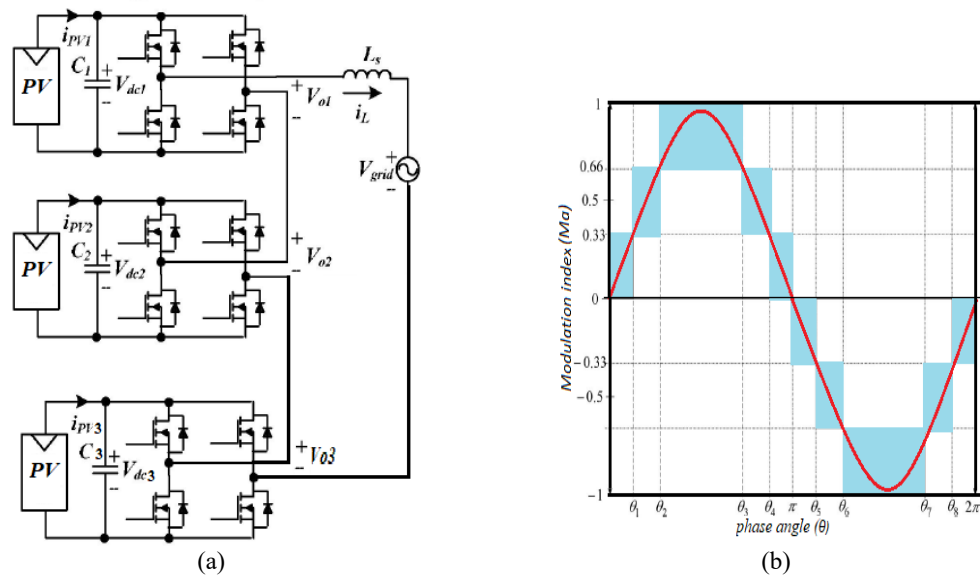 i_PV1
PV
C_1
+
V_dc1
--
+
V_o1
--
L_s
i_L
+
V_grid
--
i_PV2
PV
C_2
+
V_dc2
--
+
V_o2
--
i_PV3
PV
C_3
+
V_dc3
--
+
Vo3
--
(a)
Modulation index (Ma)
1
0.66
0.5
0.33
0
-0.33
-0.5
-1
θ_1 θ_2 θ_3 θ_4 π θ_5 θ_6 θ_7 θ_8 2π
phase angle (θ)
(b)